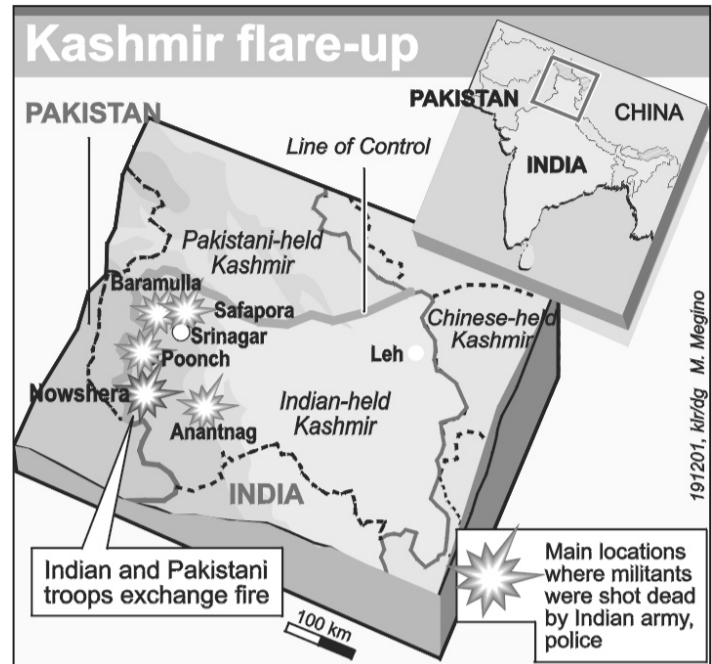 Kashmir flare-up
PAKISTAN
Line of Control
PAKISTAN
CHINA
INDIA
Pakistani-held
Kashmir
Baramulla
Safapora
Srinagar
Poonch
Nowshera
Anantnag
Leh
Chinese-held
Kashmir
Indian-held
Kashmir
INDIA
Indian and Pakistani
troops exchange fire
100 km
Main locations
where militants
were shot dead
by Indian army,
police
191201, klr/dg M. Megino